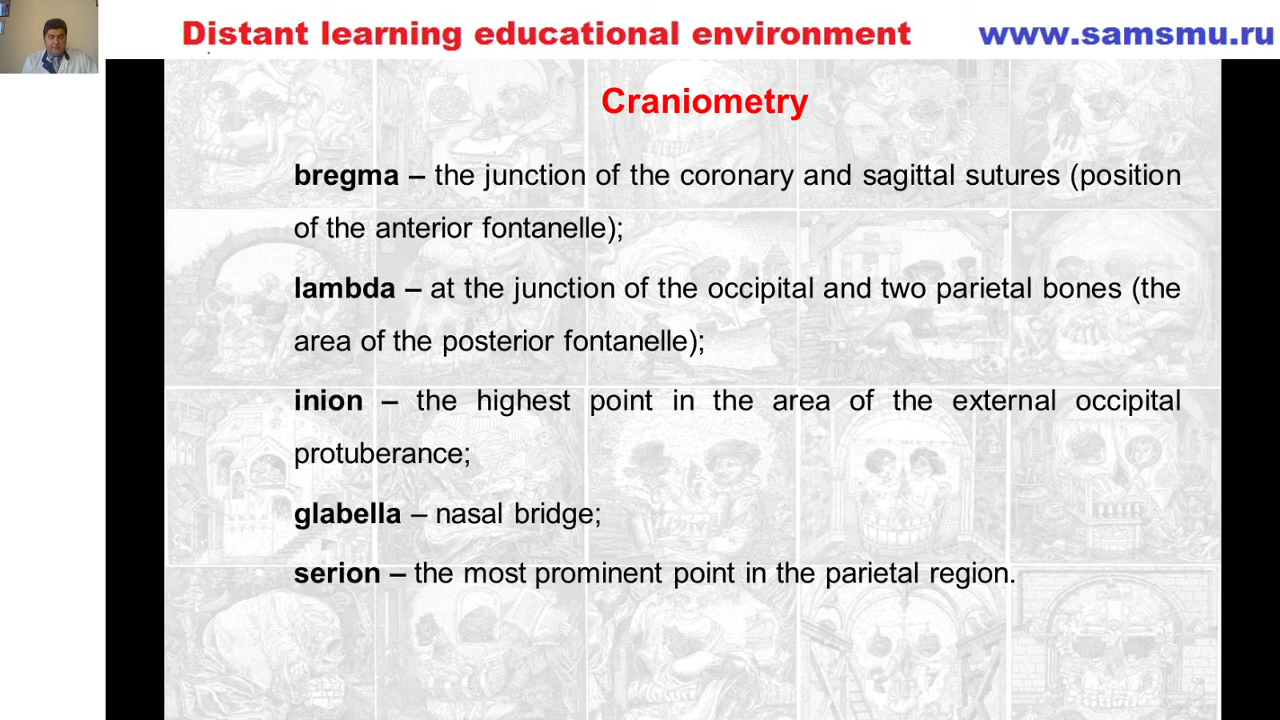 Distant learning educational environment
www.samsmu.ru
Craniometry
bregma – the junction of the coronary and sagittal sutures (position
of the anterior fontanelle);
lambda – at the junction of the occipital and two parietal bones (the
area of the posterior fontanelle);
inion – the highest point in the area of the external occipital
protuberance;
glabella – nasal bridge;
serion – the most prominent point in the parietal region.